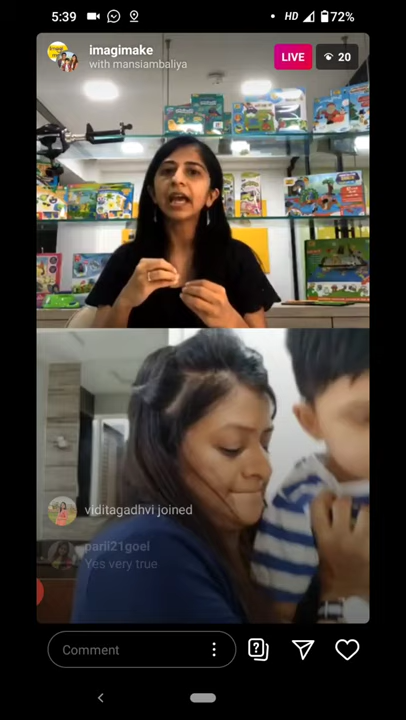 5:39
HD
72%
imagimake
with mansiambaliya
LIVE
20
viditagadhvi joined
parii21goel
Yes very true
Comment